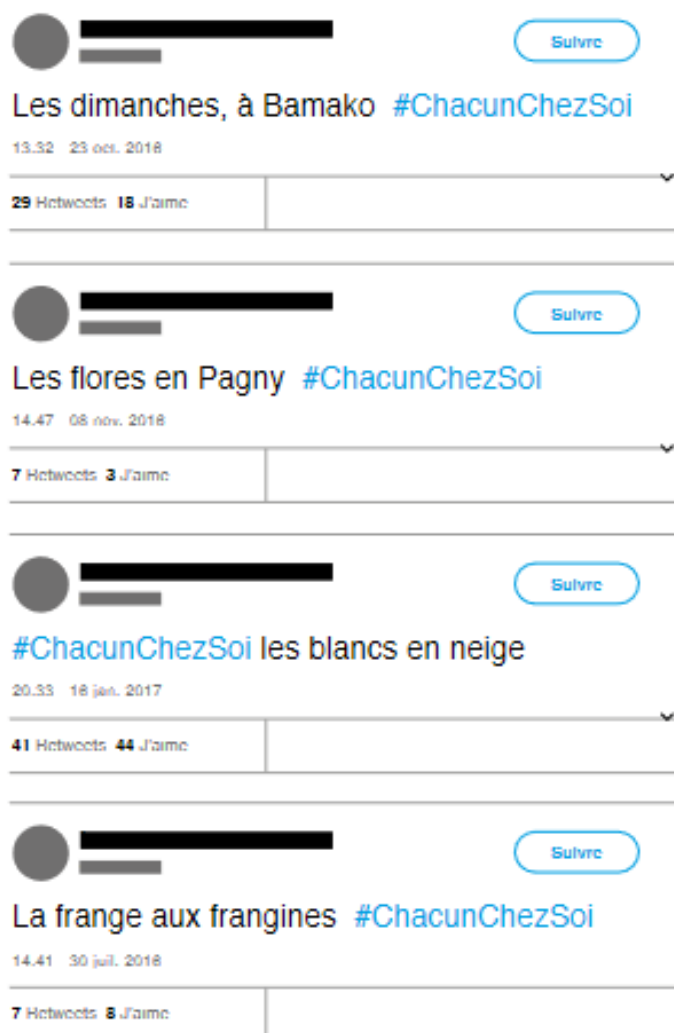 Suivre
Les dimanches, à Bamako #ChacunChezSoi
13.32 23 oct. 2016
29 Retweets 18 J'aime
Suivre
Les flores en Pagny #ChacunChezSoi
14.47 08 nov. 2016
7 Retweets 3 J'aime
Suivre
#ChacunChezSoi les blancs en neige
20.33 16 jan. 2017
41 Retweets 44 J'aime
Suivre
La frange aux frangines #ChacunChezSoi
14.41 30 juil. 2016
7 Retweets 8 J'aime